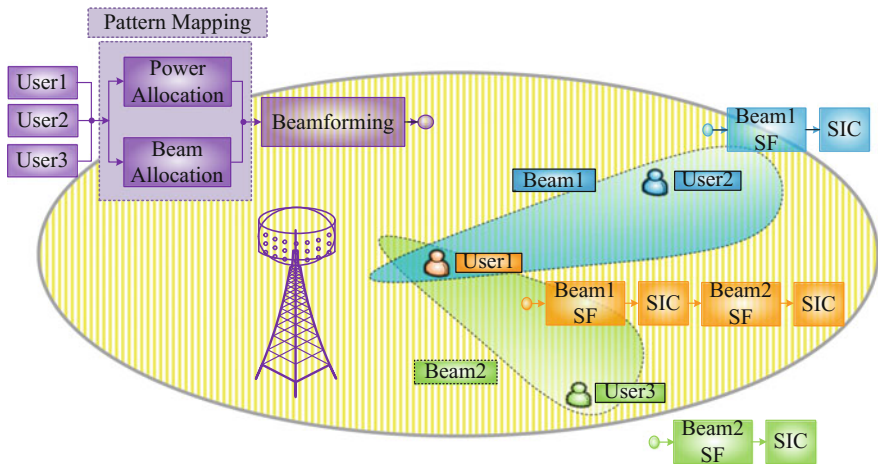 Pattern Mapping
User1
User2
User3
Power
Allocation
Beam
Allocation
Beamforming
Beam1
SF
SIC
Beam1
User2
User1
Beam1
SF
SIC
Beam2
SF
SIC
Beam2
User3
Beam2
SF
SIC